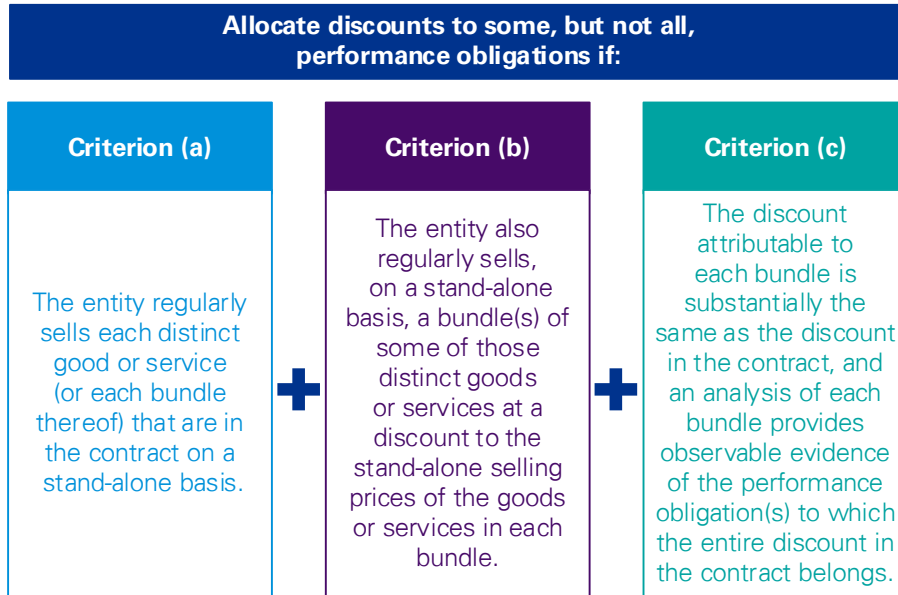 Allocate discounts to some, but not all,
performance obligations if:
Criterion (a)
The entity regularly
sells each distinct
good or service
(or each bundle
thereof) that are in
the contract on a
stand-alone basis.
Criterion (b)
The entity also
regularly sells,
on a stand-alone
basis, a bundle(s) of
some of those
distinct goods
or services at a
discount to the
stand-alone selling
prices of the goods
or services in each
bundle.
Criterion (c)
The discount
attributable to
each bundle is
substantially the
same as the discount
in the contract, and
an analysis of each
bundle provides
observable evidence
of the performance
obligation(s) to which
the entire discount in
the contract belongs.